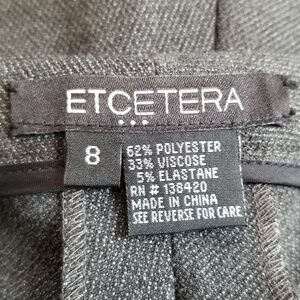 ETCETERA
8
62% POLYESTER
33% VISCOSE
5% ELASTANE
RN # 138420
MADE IN CHINA
SEE REVERSE FOR CARE